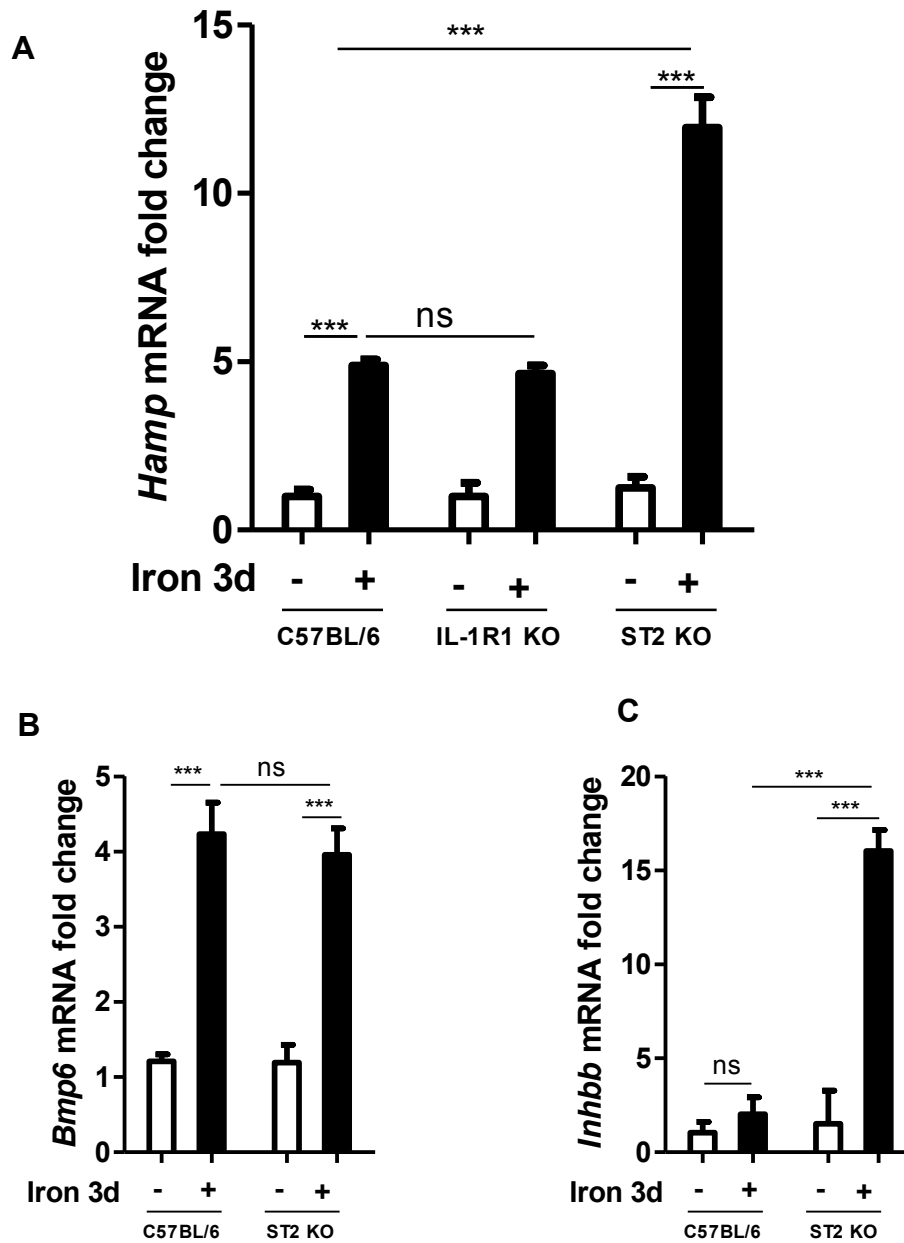 A
Hamp mRNA fold change
15
10
5
0
***
***
***
ns
Iron 3d - + - + - +
C57BL/6 IL-1R1 KO ST2 KO
B
Bmp6 mRNA fold change
5
4
3
2
1
0
***
ns
***
Iron 3d - + - +
C57BL/6 ST2 KO
C
Inhbb mRNA fold change
20
15
10
5
0
***
***
ns
Iron 3d - + - +
C57BL/6 ST2 KO